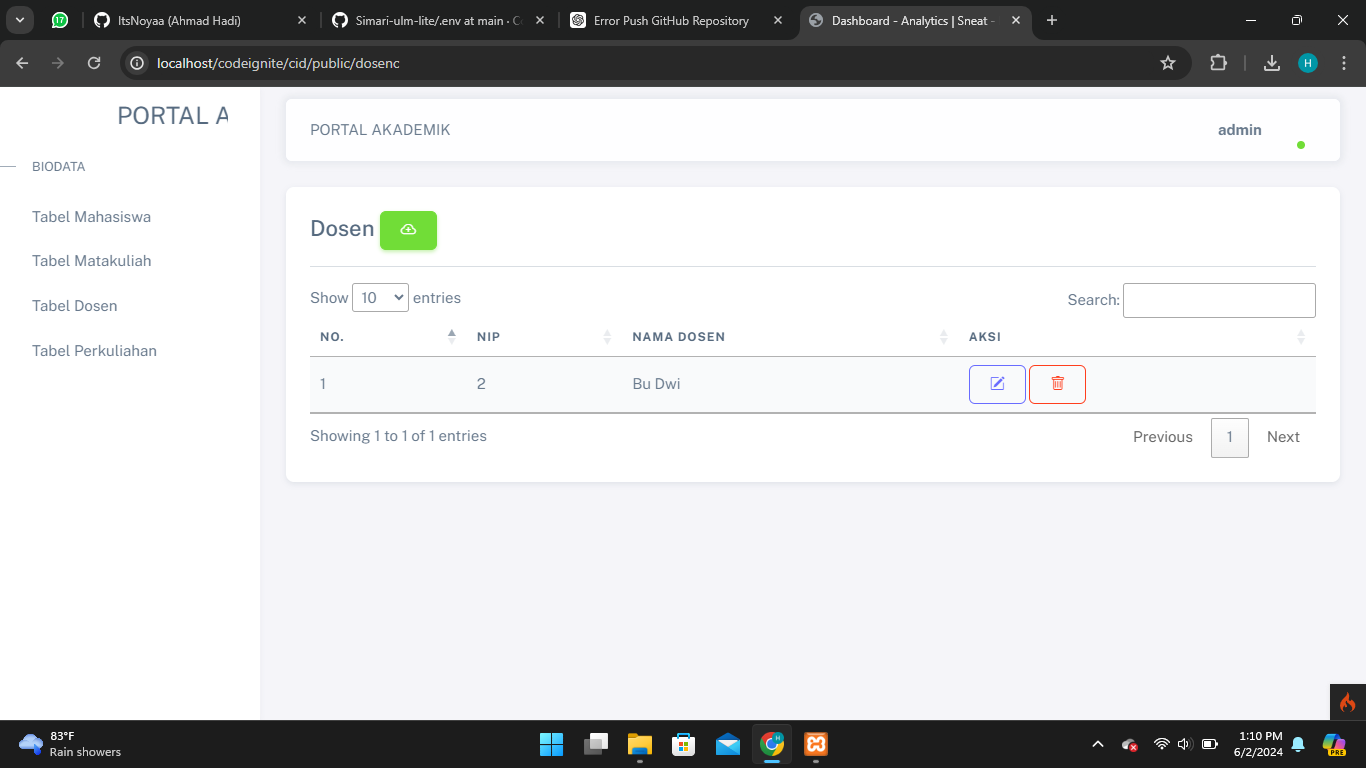 17
ItsNoyaa (Ahmad Hadi)
Simari-ulm-lite/.env at main · C
Error Push GitHub Repository
Dashboard - Analytics | Sneat -
localhost/codeignite/cid/public/dosenc
H
PORTAL A
BIODATA
Tabel Mahasiswa
Tabel Matakuliah
Tabel Dosen
Tabel Perkuliahan
PORTAL AKADEMIK
admin
Dosen
Show 10 entries
Search:
NO. NIP NAMA DOSEN AKSI
1 2 Bu Dwi
Showing 1 to 1 of 1 entries
Previous 1 Next
83°F
Rain showers
H
1:10 PM
6/2/2024
PRE